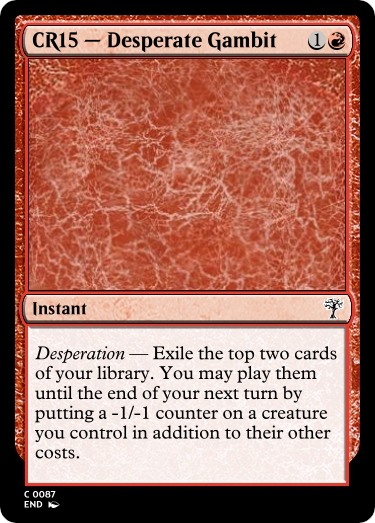 CR15 — Desperate Gambit 1
Instant
Desperation — Exile the top two cards
of your library. You may play them
until the end of your next turn by
putting a -1/-1 counter on a creature
you control in addition to their other
costs.
C 0087
END